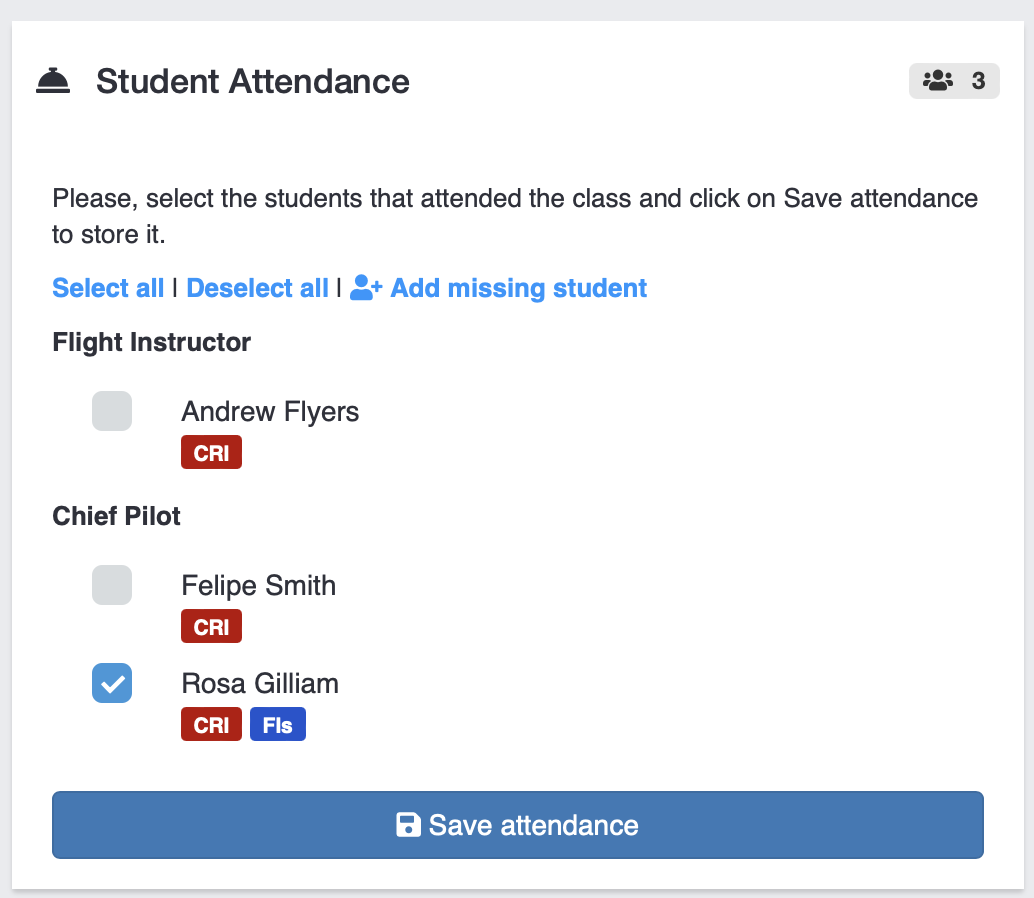 Student Attendance
3
Please, select the students that attended the class and click on Save attendance
to store it.
Select all | Deselect all | Add missing student
Flight Instructor
Andrew Flyers
CRI
Chief Pilot
Felipe Smith
CRI
Rosa Gilliam
CRI FIs
Save attendance